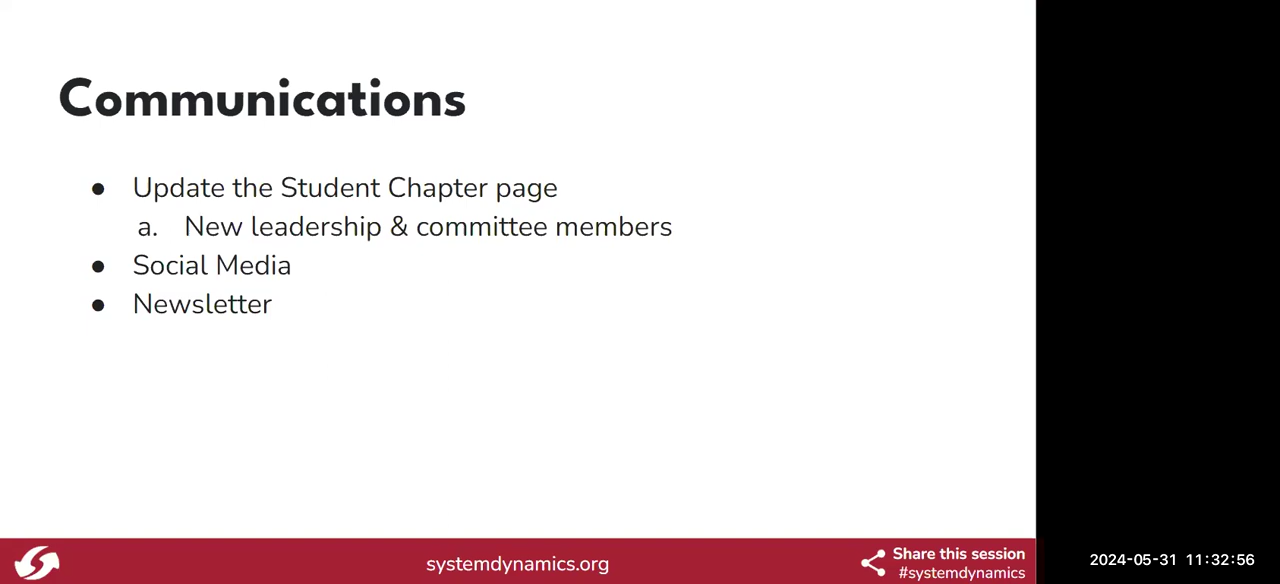 Communications
● Update the Student Chapter page
a. New leadership & committee members
● Social Media
● Newsletter
systemdynamics.org
Share this session
#systemdynamics
2024-05-31 11:32:56